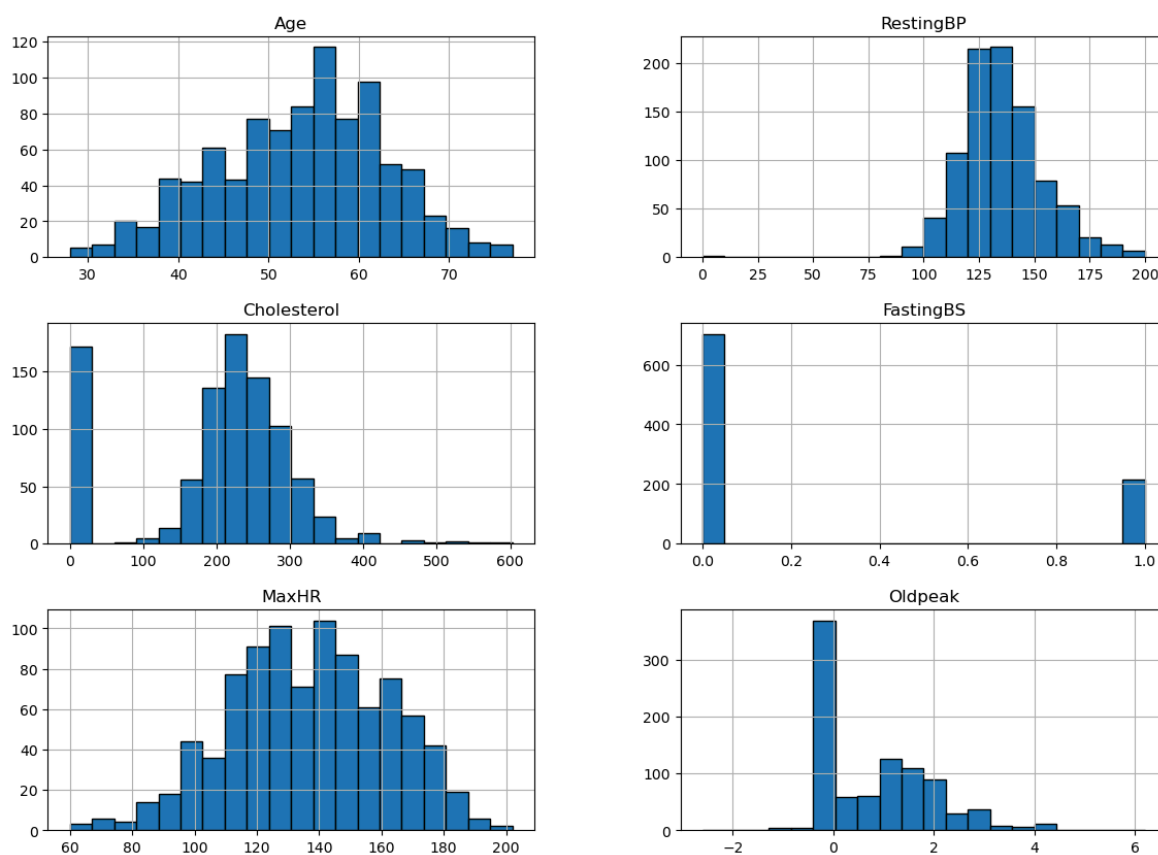 Age
120
100
80
60
40
20
0
30 40 50 60 70
RestingBP
200
150
100
50
0
0 25 50 75 100 125 150 175 200
Cholesterol
150
100
50
0
0 100 200 300 400 500 600
FastingBS
600
400
200
0
0.0 0.2 0.4 0.6 0.8 1.0
MaxHR
100
80
60
40
20
0
60 80 100 120 140 160 180 200
Oldpeak
300
200
100
0
−2 0 2 4 6